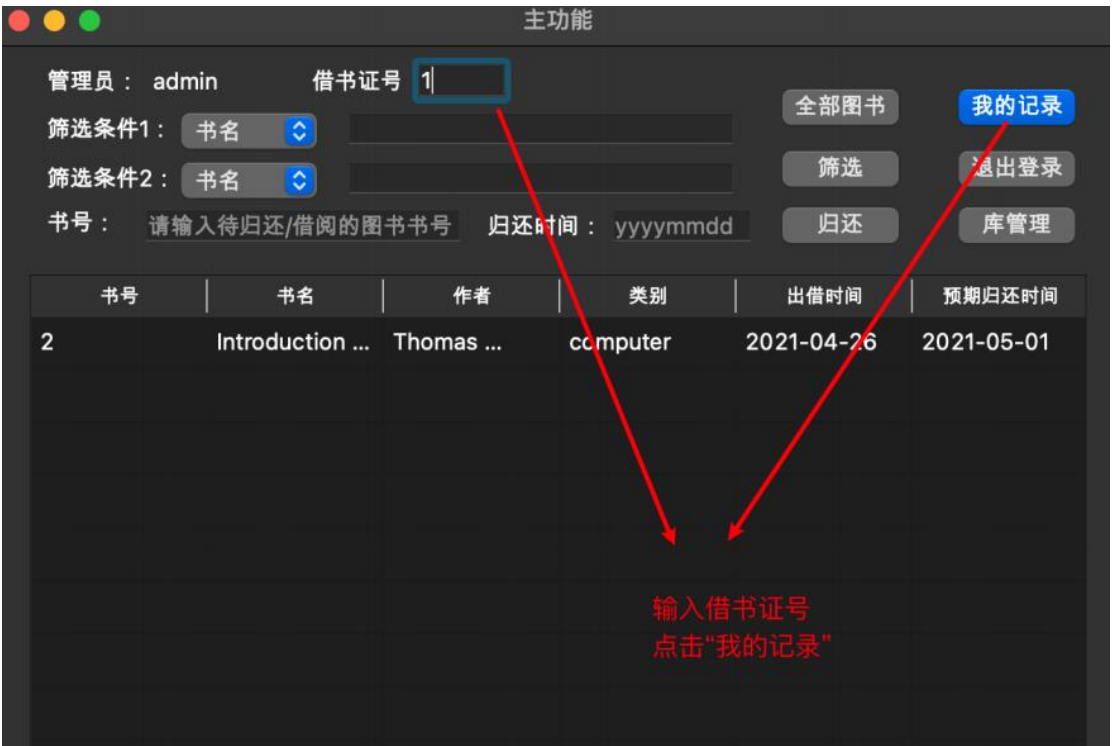 主功能
管理员： admin 借书证号 1
全部图书 我的记录
筛选条件1： 书名
筛选条件2： 书名 筛选 退出登录
书号： 请输入待归还/借阅的图书书号 归还时间： yyyymmdd 归还 库管理
书号 书名 作者 类别 出借时间 预期归还时间
2 Introduction ... Thomas ... computer 2021-04-26 2021-05-01
输入借书证号
点击“我的记录”